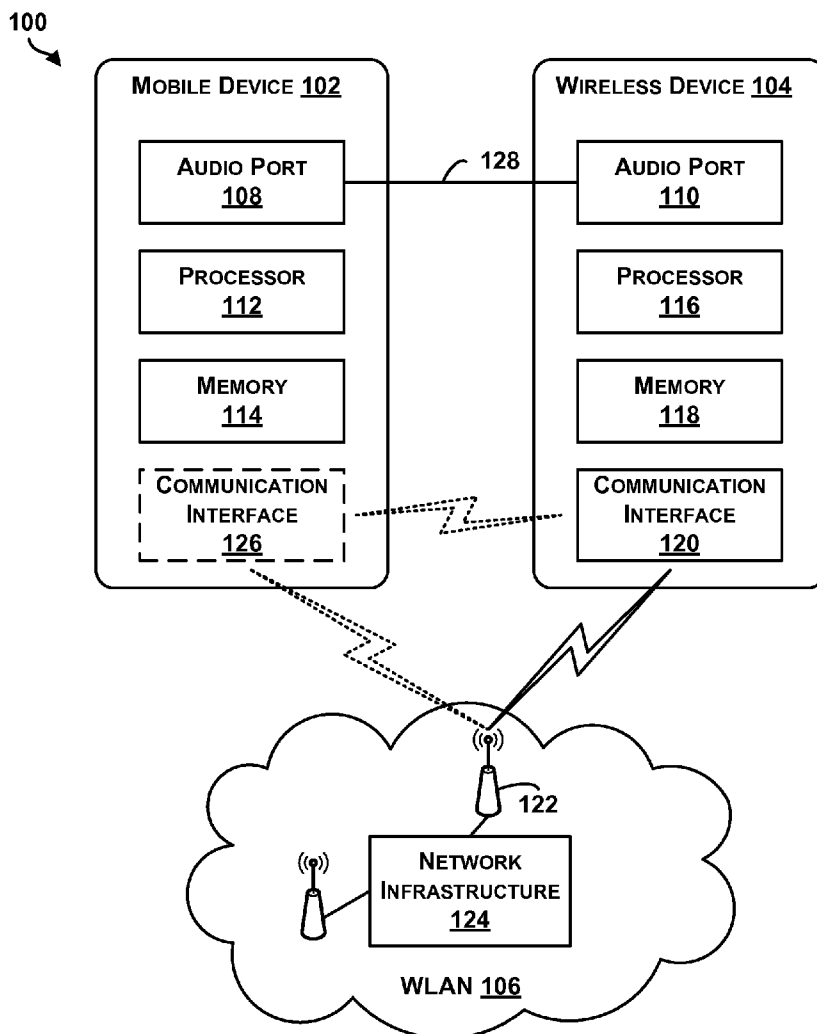 100
MOBILE DEVICE 102
WIRELESS DEVICE 104
AUDIO PORT
108
128
AUDIO PORT
110
PROCESSOR
112
PROCESSOR
116
MEMORY
114
MEMORY
118
COMMUNICATION
INTERFACE
126
COMMUNICATION
INTERFACE
120
122
NETWORK
INFRASTRUCTURE
124
WLAN 106